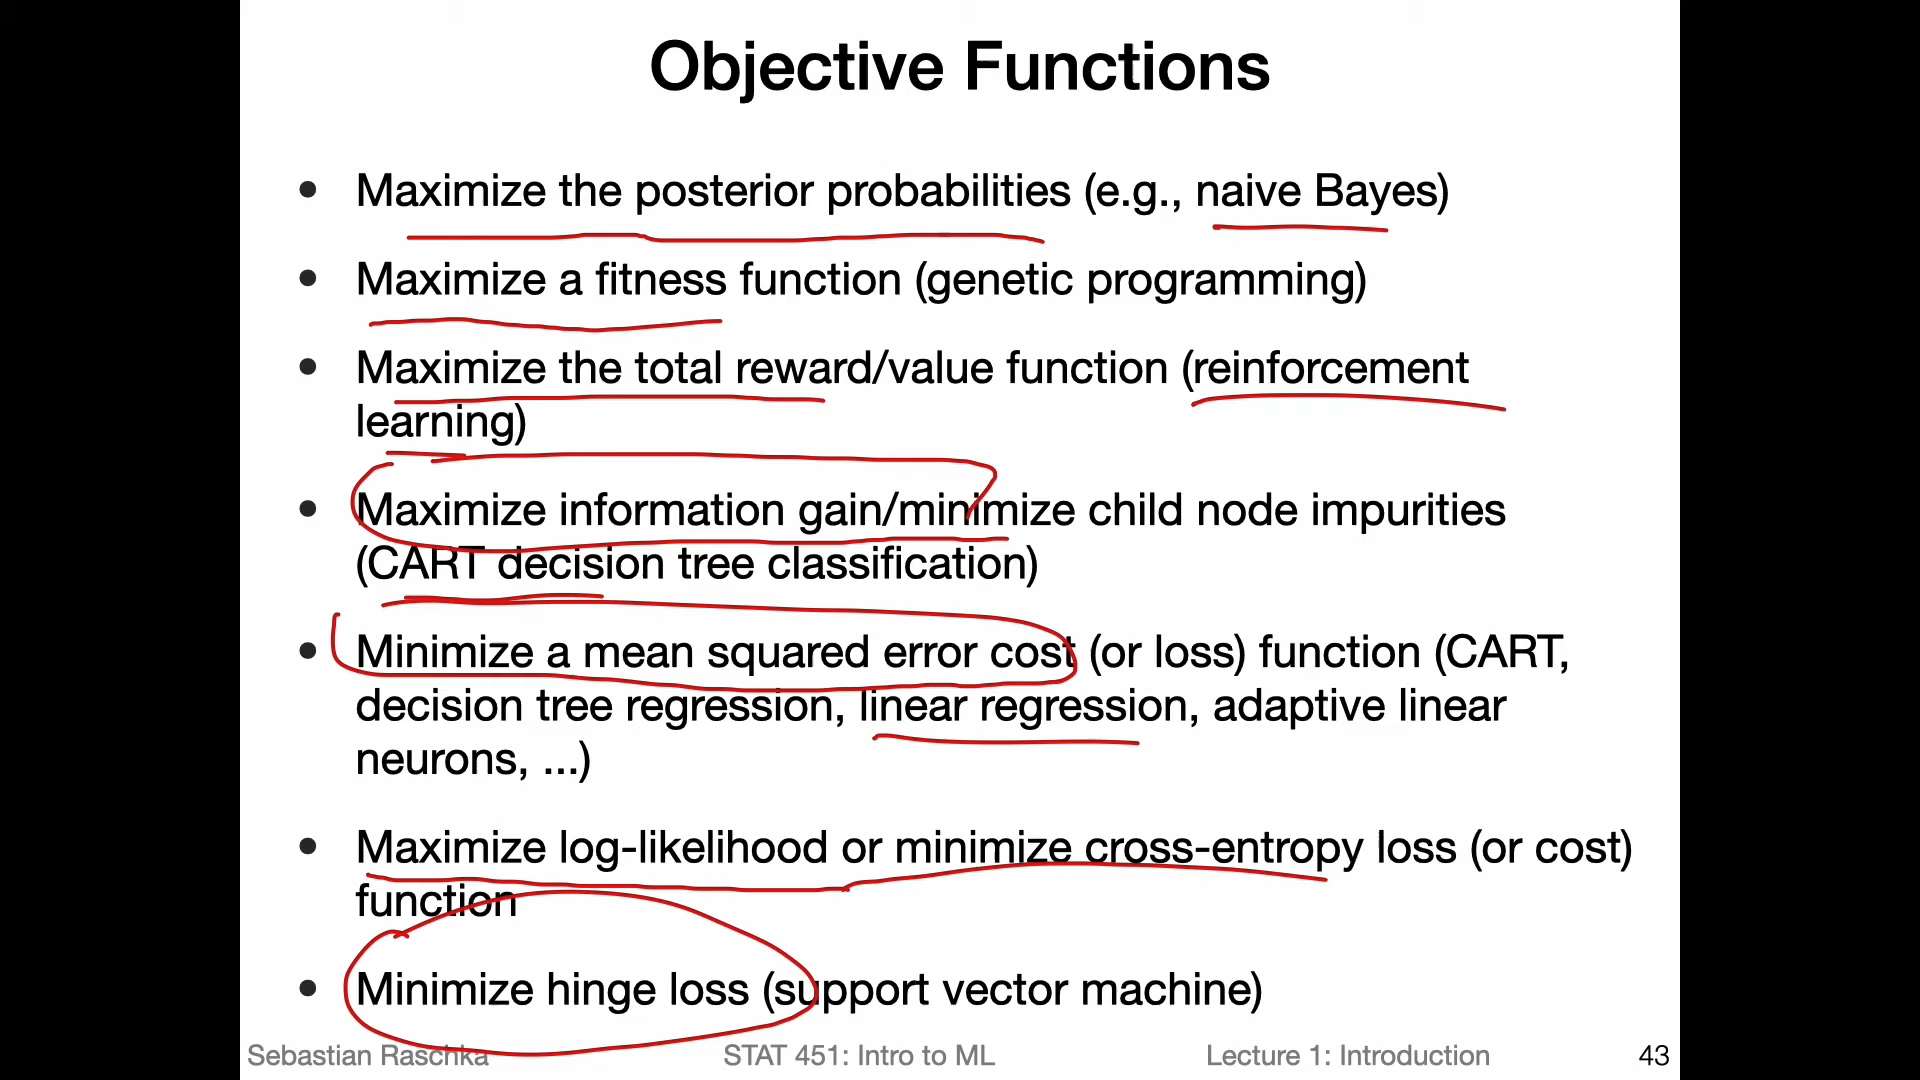 Objective Functions
• Maximize the posterior probabilities (e.g., naive Bayes)
• Maximize a fitness function (genetic programming)
• Maximize the total reward/value function (reinforcement
learning)
• Maximize information gain/minimize child node impurities
(CART decision tree classification)
• Minimize a mean squared error cost (or loss) function (CART,
decision tree regression, linear regression, adaptive linear
neurons, ...)
• Maximize log-likelihood or minimize cross-entropy loss (or cost)
function
• Minimize hinge loss (support vector machine)
Sebastian Raschka STAT 451: Intro to ML Lecture 1: Introduction 43